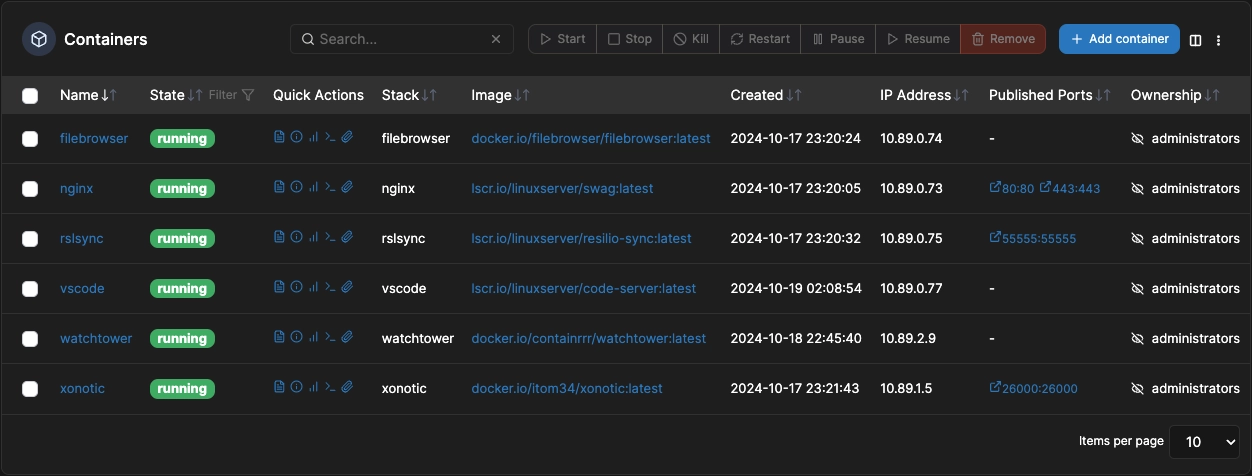 Containers Search... Start Stop Kill Restart Pause Resume Remove + Add container
Name State Filter Quick Actions Stack Image Created IP Address Published Ports Ownership
filebrowser running filebrowser docker.io/filebrowser/filebrowser:latest 2024-10-17 23:20:24 10.89.0.74 - administrators
nginx running nginx lscr.io/linuxserver/swag:latest 2024-10-17 23:20:05 10.89.0.73 80:80 443:443 administrators
rslsync running rslsync lscr.io/linuxserver/resilio-sync:latest 2024-10-17 23:20:32 10.89.0.75 55555:55555 administrators
vscode running vscode lscr.io/linuxserver/code-server:latest 2024-10-19 02:08:54 10.89.0.77 - administrators
watchtower running watchtower docker.io/containrrr/watchtower:latest 2024-10-18 22:45:40 10.89.2.9 - administrators
xonotic running xonotic docker.io/itom34/xonotic:latest 2024-10-17 23:21:43 10.89.1.5 26000:26000 administrators
Items per page 10